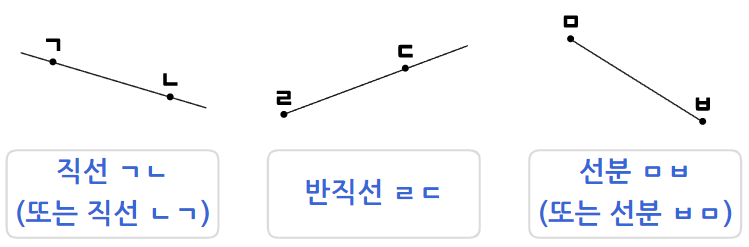 ㄱ
ㄴ
직선 ㄱㄴ
(또는 직선 ㄴㄱ)
ㄷ
ㄹ
반직선 ㄹㄷ
ㅁ
ㅂ
선분 ㅁㅂ
(또는 선분 ㅂㅁ)